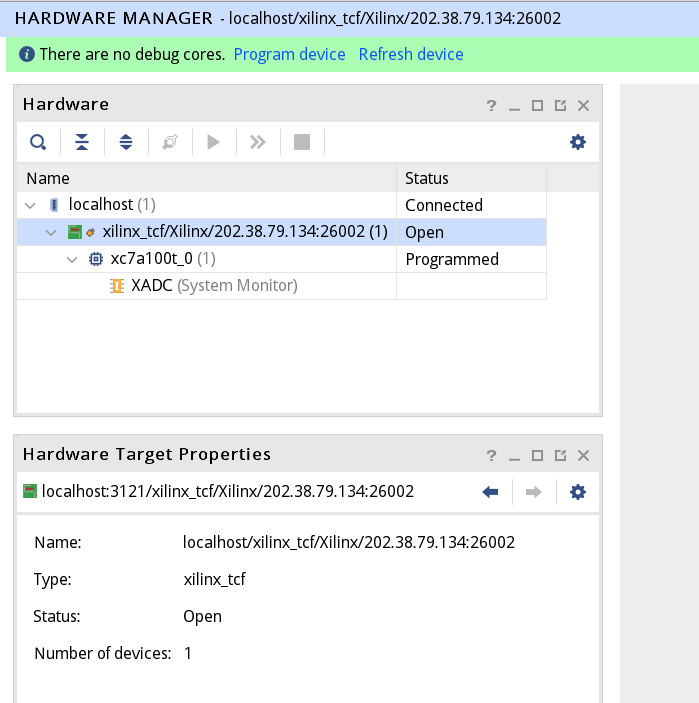 HARDWARE MANAGER - localhost/xilinx_tcf/Xilinx/202.38.79.134:26002
There are no debug cores. Program device Refresh device
Hardware
Name Status
localhost (1) Connected
xilinx_tcf/Xilinx/202.38.79.134:26002 (1) Open
xc7a100t_0 (1) Programmed
XADC (System Monitor)
Hardware Target Properties
localhost:3121/xilinx_tcf/Xilinx/202.38.79.134:26002
Name: localhost/xilinx_tcf/Xilinx/202.38.79.134:26002
Type: xilinx_tcf
Status: Open
Number of devices: 1